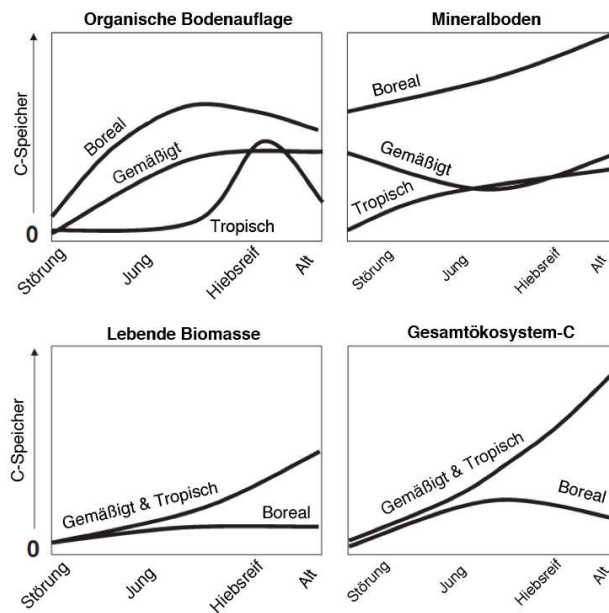 Organische Bodenauflage
C-Speicher
Boreal
Gemäßigt
Tropisch
0
Störung
Jung
Hiebsreif
Alt
Mineralboden
Boreal
Gemäßigt
Tropisch
Störung
Jung
Hiebsreif
Alt
Lebende Biomasse
C-Speicher
Gemäßigt & Tropisch
Boreal
0
Störung
Jung
Hiebsreif
Alt
Gesamtökosystem-C
Gemäßigt & Tropisch
Boreal
Störung
Jung
Hiebsreif
Alt